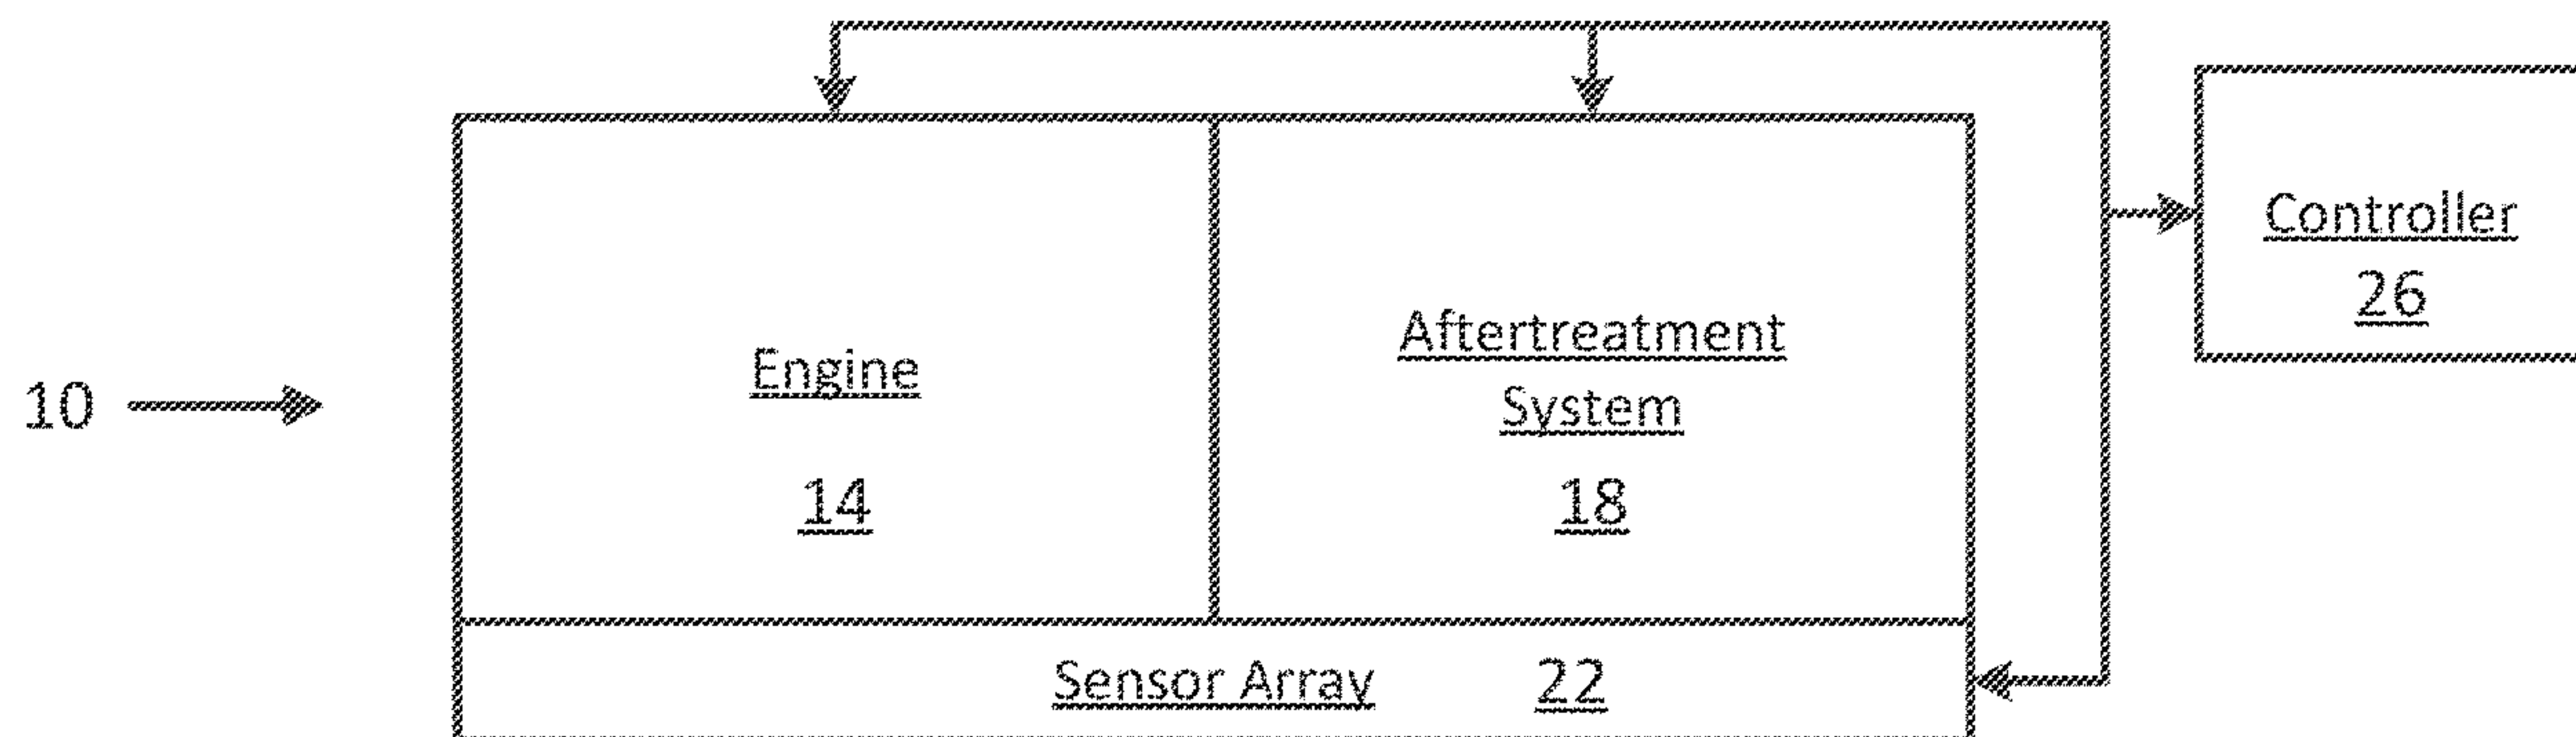 10
Engine
14
Aftertreatment
System
18
Sensor Array 22
Controller
26